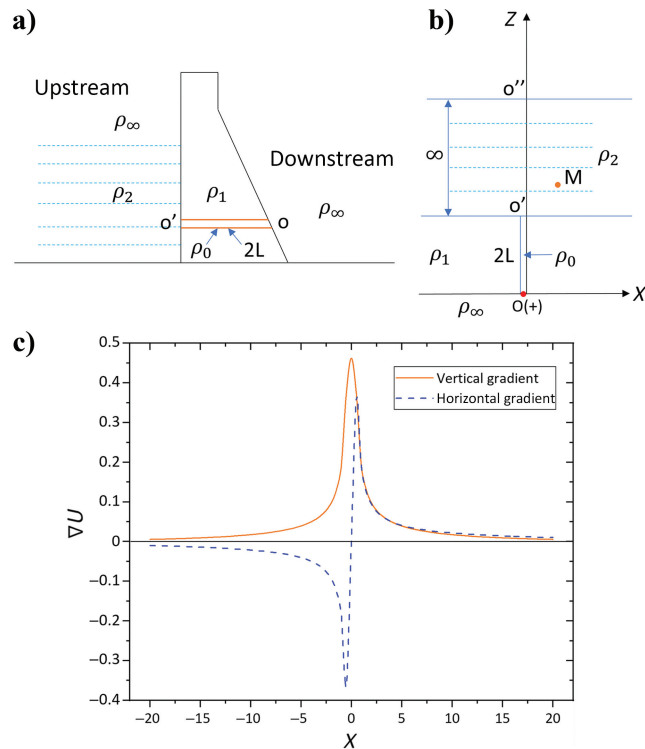 a)
Upstream
ρ∞
ρ2
ρ1
Downstream
ρ∞
o'
o
ρ0
2L
b)
Z
o''
∞
ρ2
M
o'
ρ1
2L
ρ0
ρ∞
O(+)
X
c)
0.5
0.4
0.3
0.2
0.1
0
−0.1
−0.2
−0.3
−0.4
∇U
Vertical gradient
Horizontal gradient
−20 −15 −10 −5 0 5 10 15 20
X